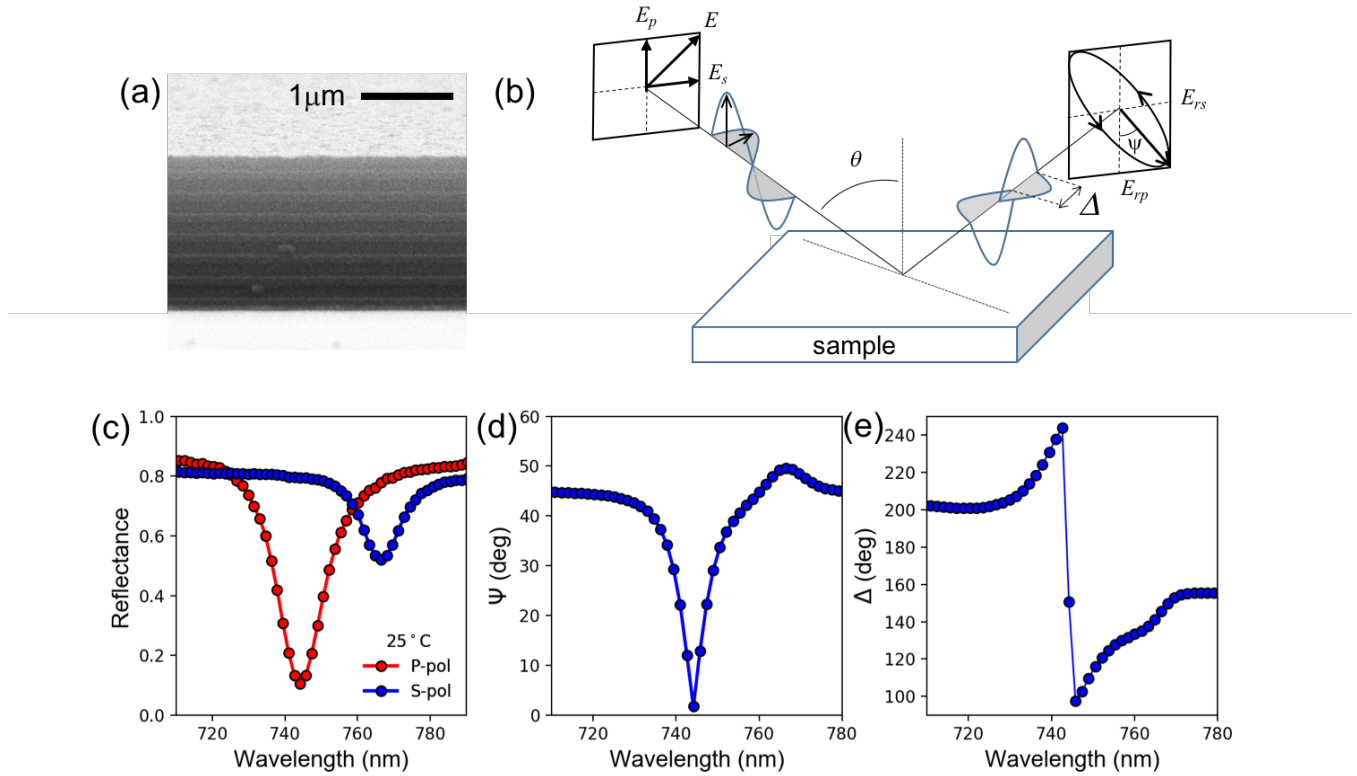 (a)
1μm
(b)
E_p
E
E_s
θ
E_rs
ψ
E_rp
Δ
sample
(c)
Reflectance
1.0
0.8
0.6
0.4
0.2
0.0
25°C
P-pol
S-pol
720 740 760 780
Wavelength (nm)
(d)
Ψ (deg)
60
50
40
30
20
10
0
720 740 760 780
Wavelength (nm)
(e)
Δ (deg)
240
220
200
180
160
140
120
100
720 740 760 780
Wavelength (nm)